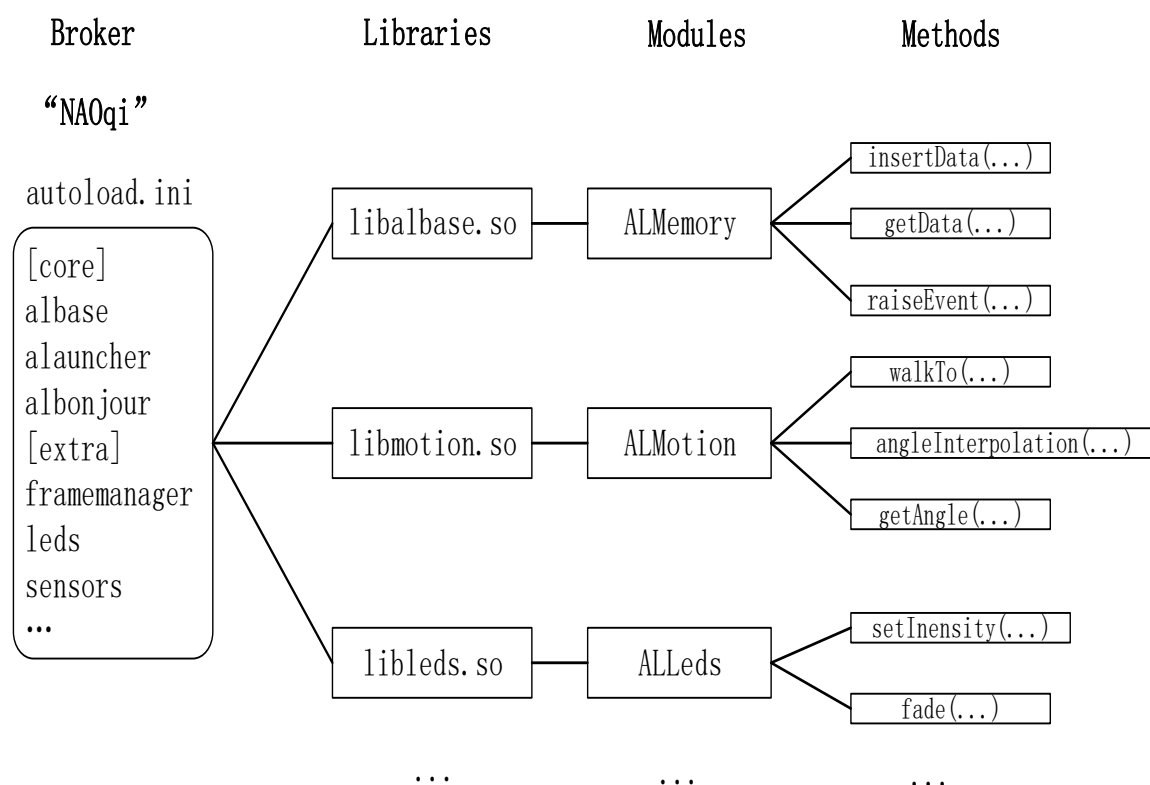 Broker
Libraries
Modules
Methods
“NAOqi”
autoload.ini
[core]
albase
alauncher
albonjour
[extra]
framemanager
leds
sensors
...
libalbase.so
ALMemory
insertData(...)
getData(...)
raiseEvent(...)
libmotion.so
ALMotion
walkTo(...)
angleInterpolation(...)
getAngle(...)
libleds.so
ALLeds
setInensity(...)
fade(...)
...
...
...